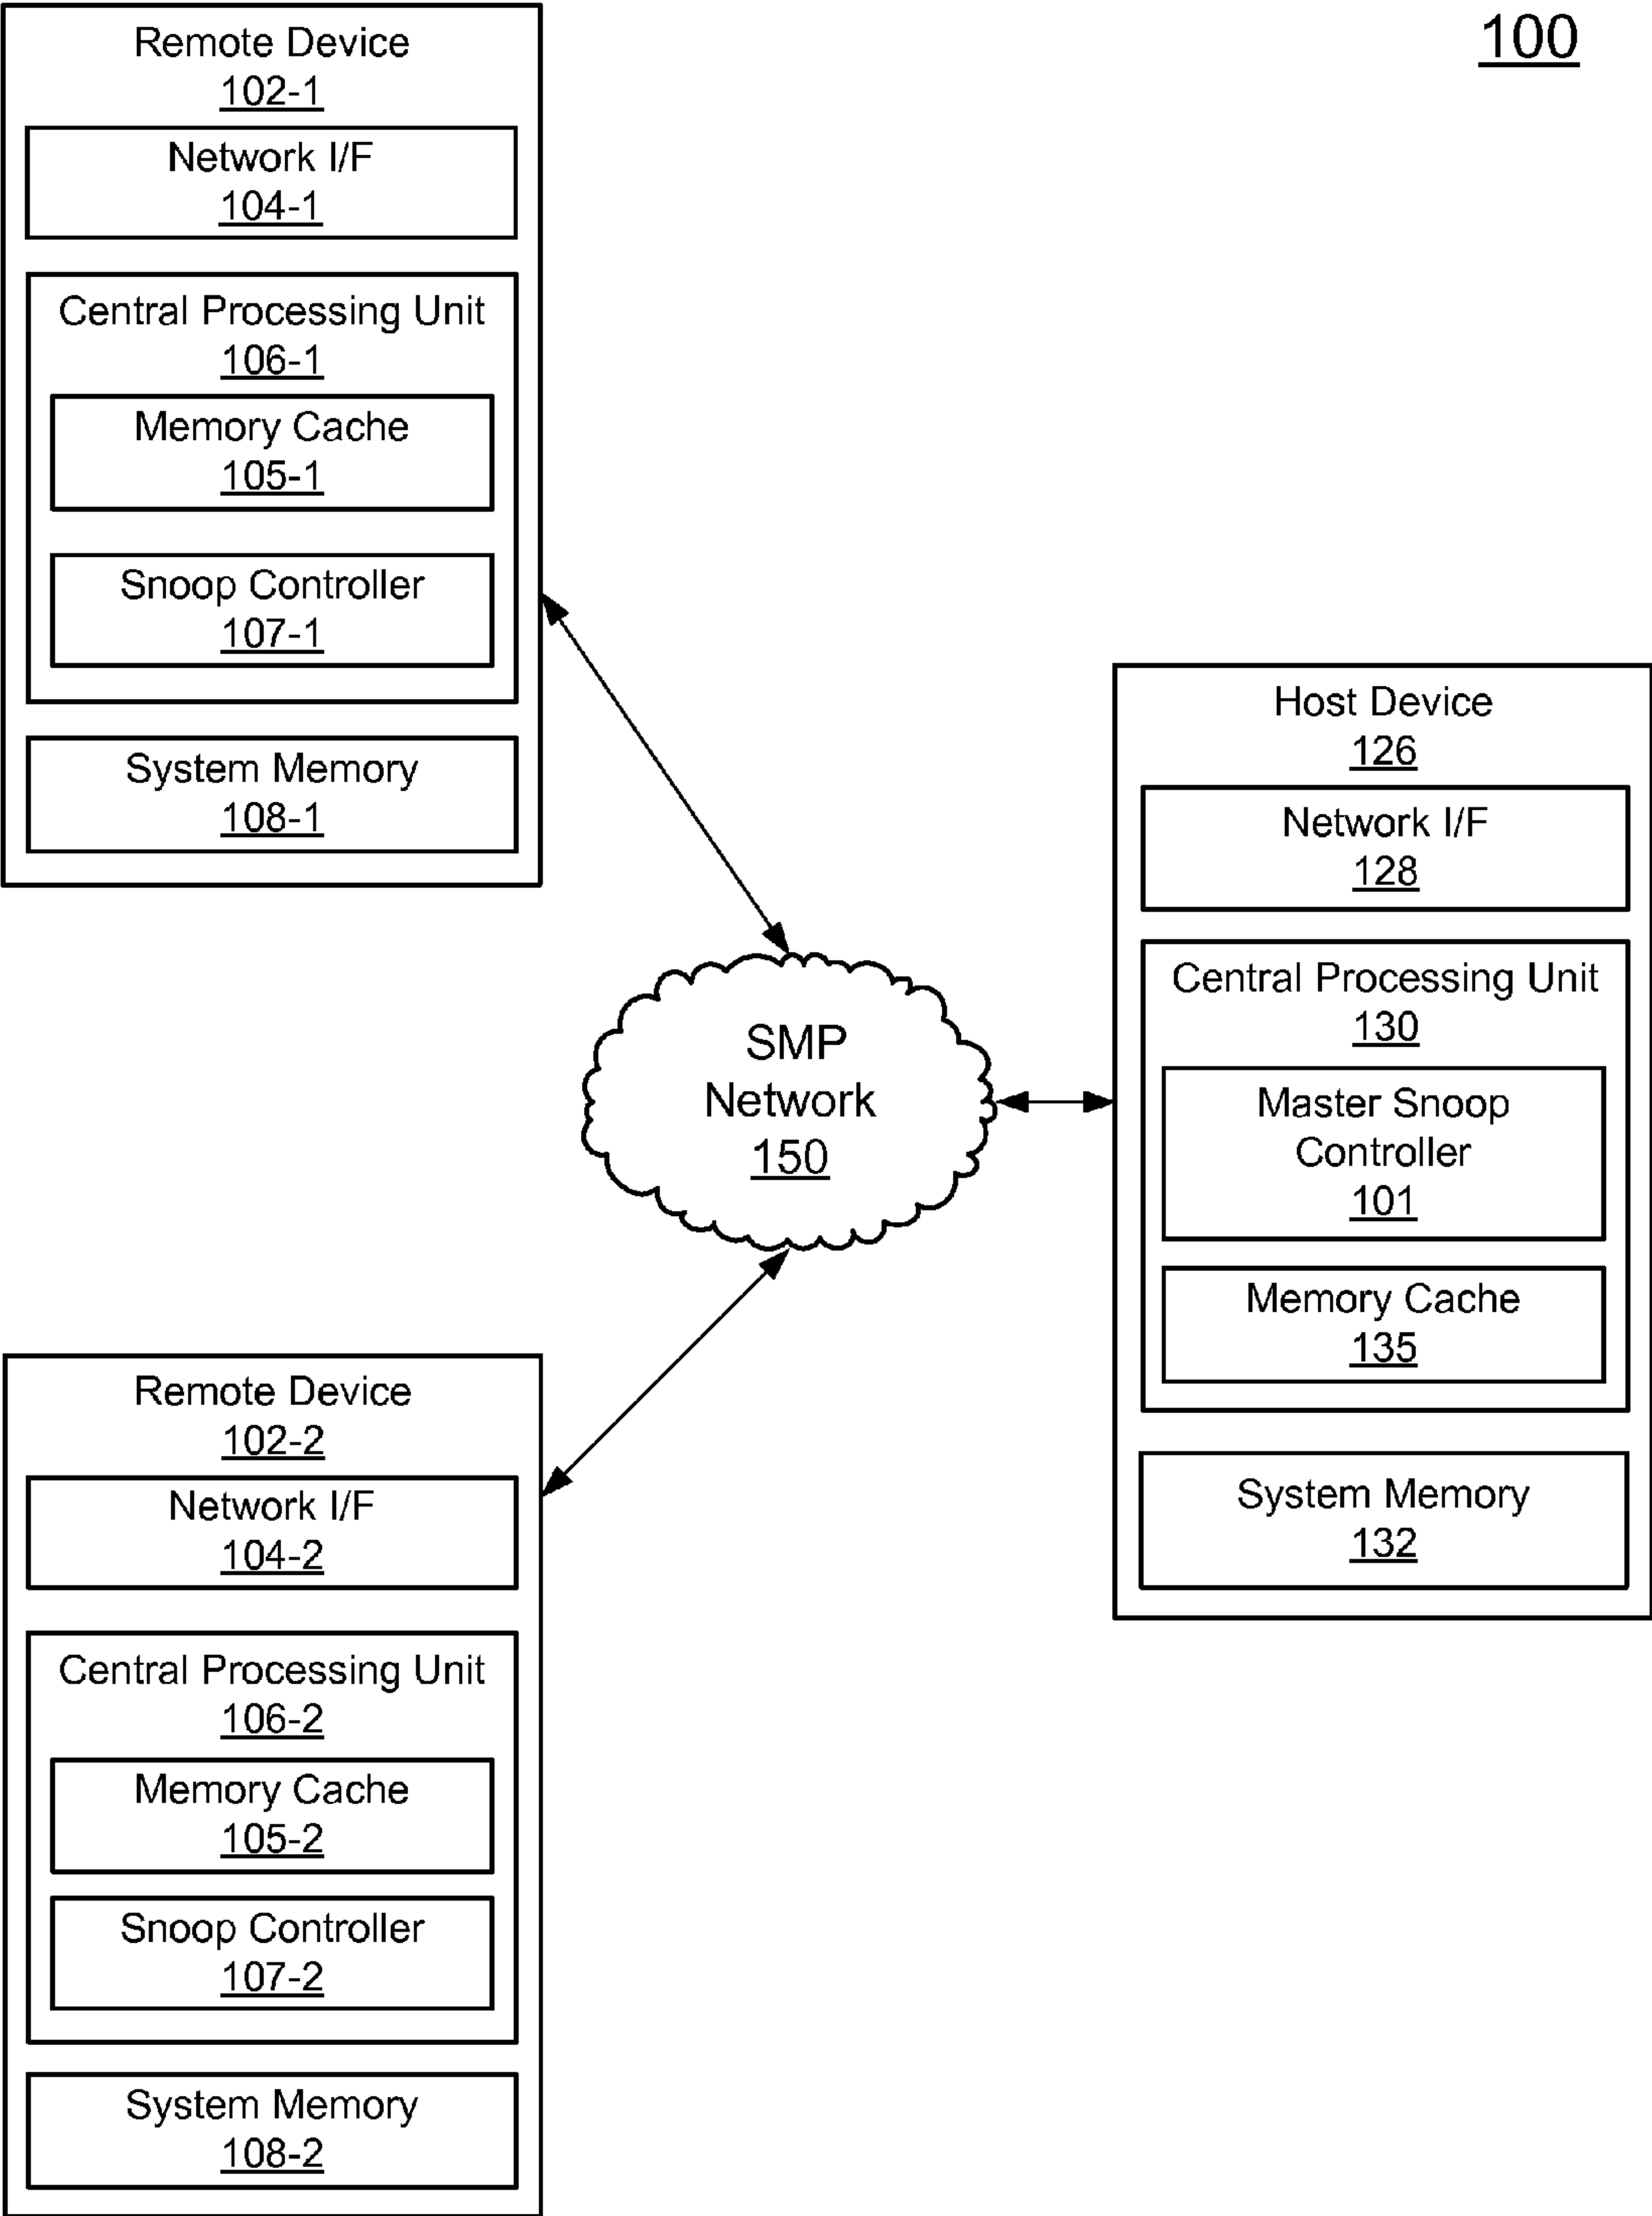 100
Remote Device
102-1
Network I/F
104-1
Central Processing Unit
106-1
Memory Cache
105-1
Snoop Controller
107-1
System Memory
108-1
SMP
Network
150
Host Device
126
Network I/F
128
Central Processing Unit
130
Master Snoop
Controller
101
Memory Cache
135
System Memory
132
Remote Device
102-2
Network I/F
104-2
Central Processing Unit
106-2
Memory Cache
105-2
Snoop Controller
107-2
System Memory
108-2